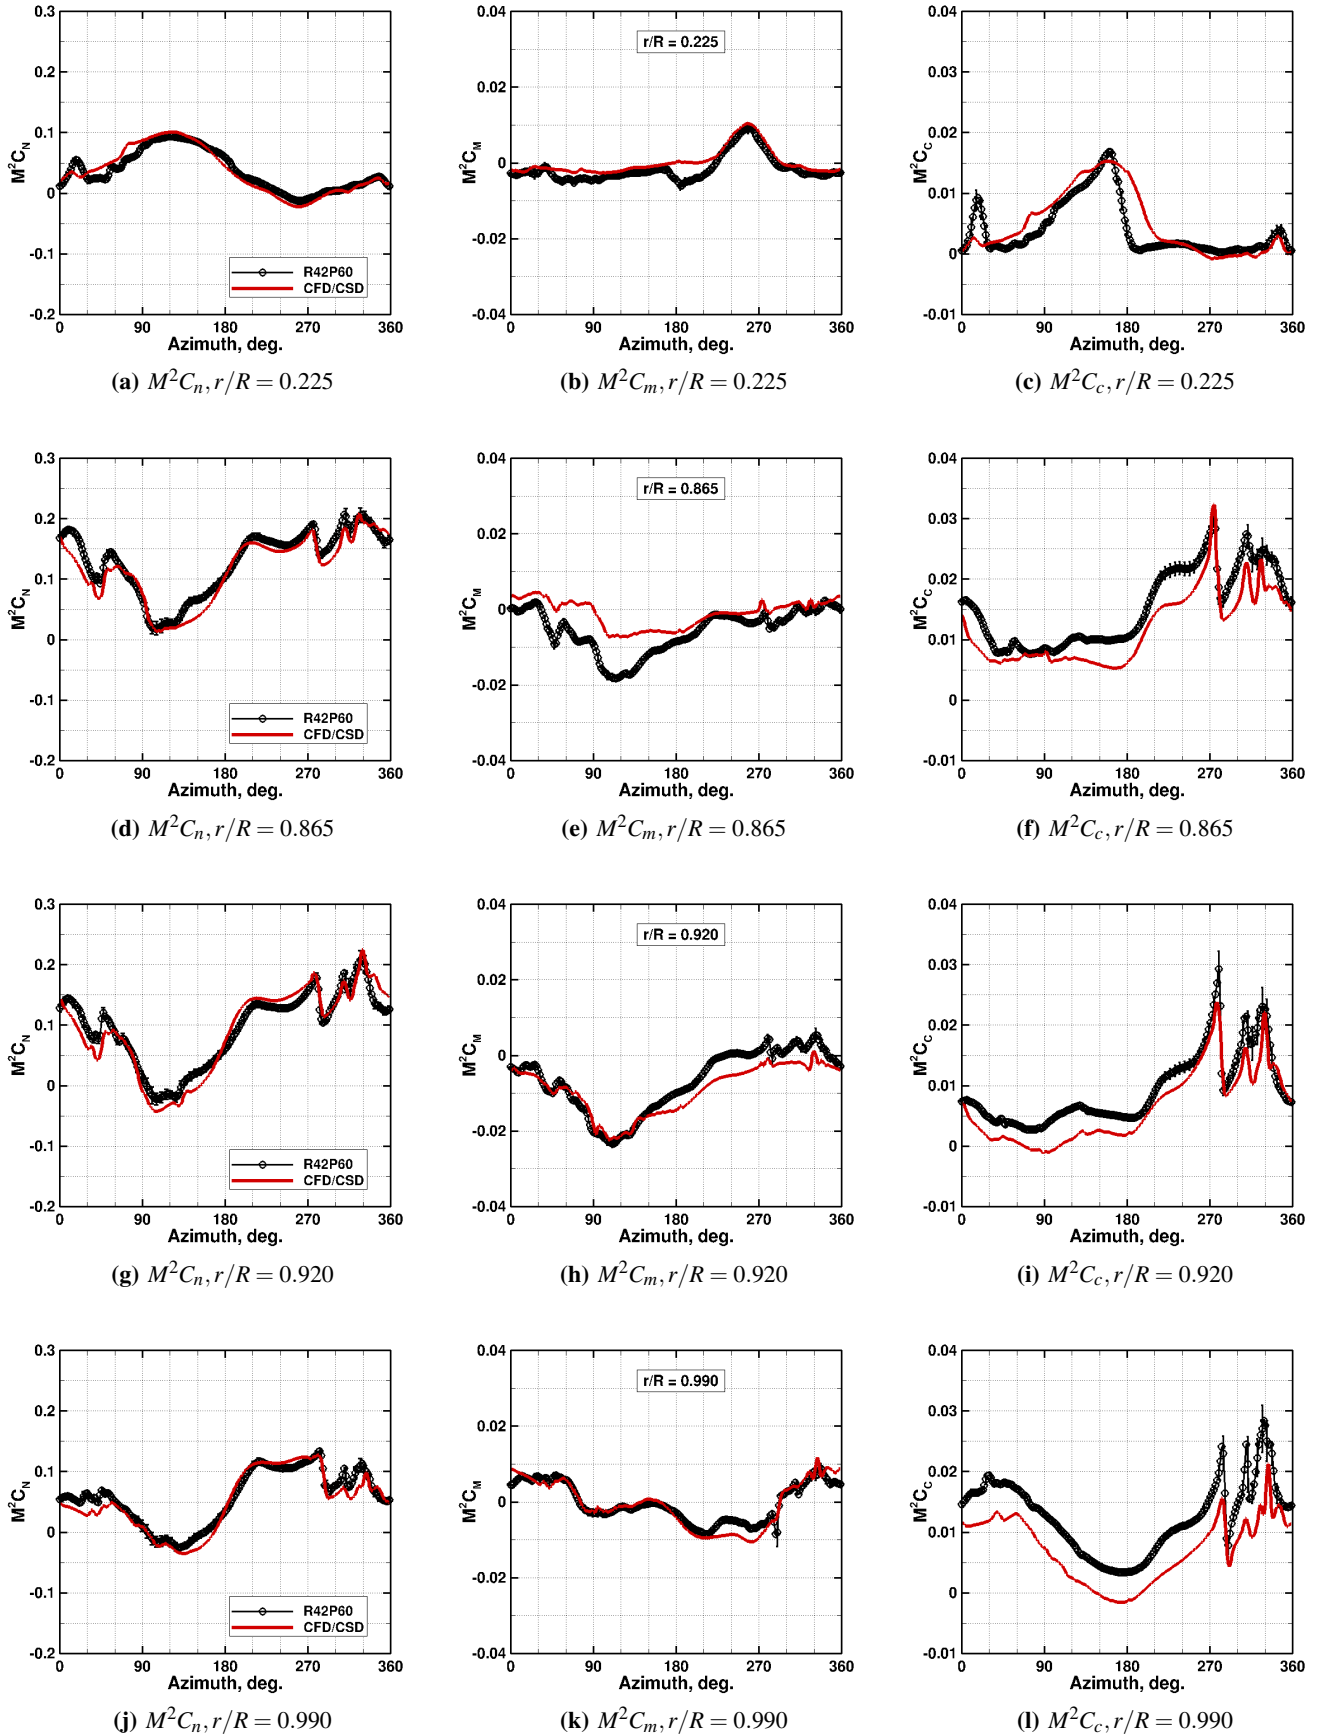 0.3
0.2
0.1
0
-0.1
-0.2
M²C_N
0 90 180 270 360
Azimuth, deg.
R42P60
CFD/CSD
(a) M²Cₙ, r/R = 0.225
0.04
0.02
0
-0.02
-0.04
M²C_M
r/R = 0.225
0 90 180 270 360
Azimuth, deg.
(b) M²Cₘ, r/R = 0.225
0.04
0.03
0.02
0.01
0
-0.01
M²C_C
0 90 180 270 360
Azimuth, deg.
(c) M²C_c, r/R = 0.225
0.3
0.2
0.1
0
-0.1
-0.2
M²C_N
0 90 180 270 360
Azimuth, deg.
R42P60
CFD/CSD
(d) M²Cₙ, r/R = 0.865
0.04
0.02
0
-0.02
-0.04
M²C_M
r/R = 0.865
0 90 180 270 360
Azimuth, deg.
(e) M²Cₘ, r/R = 0.865
0.04
0.03
0.02
0.01
0
-0.01
M²C_C
0 90 180 270 360
Azimuth, deg.
(f) M²C_c, r/R = 0.865
0.3
0.2
0.1
0
-0.1
-0.2
M²C_N
0 90 180 270 360
Azimuth, deg.
R42P60
CFD/CSD
(g) M²Cₙ, r/R = 0.920
0.04
0.02
0
-0.02
-0.04
M²C_M
r/R = 0.920
0 90 180 270 360
Azimuth, deg.
(h) M²Cₘ, r/R = 0.920
0.04
0.03
0.02
0.01
0
-0.01
M²C_C
0 90 180 270 360
Azimuth, deg.
(i) M²C_c, r/R = 0.920
0.3
0.2
0.1
0
-0.1
-0.2
M²C_N
0 90 180 270 360
Azimuth, deg.
R42P60
CFD/CSD
(j) M²Cₙ, r/R = 0.990
0.04
0.02
0
-0.02
-0.04
M²C_M
r/R = 0.990
0 90 180 270 360
Azimuth, deg.
(k) M²Cₘ, r/R = 0.990
0.04
0.03
0.02
0.01
0
-0.01
M²C_C
0 90 180 270 360
Azimuth, deg.
(l) M²C_c, r/R = 0.990